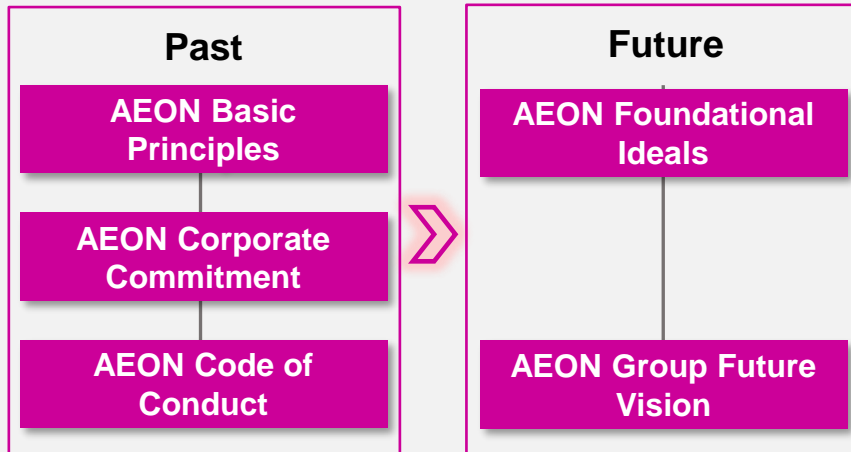 Past
AEON Basic
Principles
AEON Corporate
Commitment
AEON Code of
Conduct
Future
AEON Foundational
Ideals
AEON Group Future
Vision